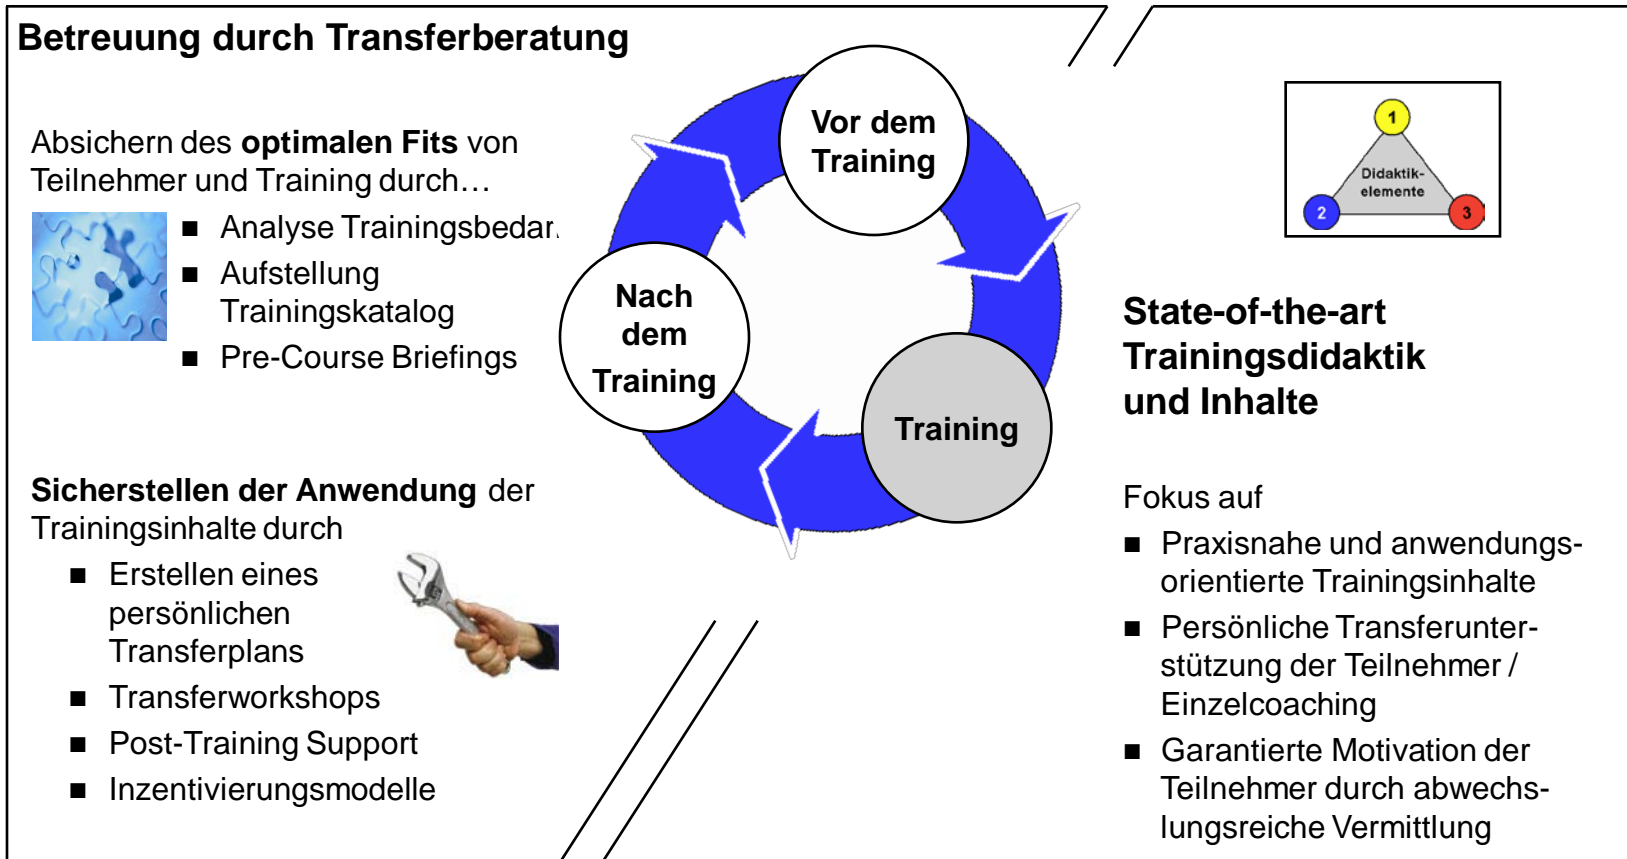 Betreuung durch Transferberatung
Absichern des optimalen Fits von
Teilnehmer und Training durch…
■ Analyse Trainingsbedar
■ Aufstellung
Trainingskatalog
■ Pre-Course Briefings
Sicherstellen der Anwendung der
Trainingsinhalte durch
■ Erstellen eines
persönlichen
Transferplans
■ Transferworkshops
■ Post-Training Support
■ Inzentivierungsmodelle
Vor dem
Training
Nach
dem
Training
Training
1
Didaktik-
elemente
2
3
State-of-the-art
Trainingsdidaktik
und Inhalte
Fokus auf
■ Praxisnahe und anwendungs-
orientierte Trainingsinhalte
■ Persönliche Transferunter-
stützung der Teilnehmer /
Einzelcoaching
■ Garantierte Motivation der
Teilnehmer durch abwechs-
lungsreiche Vermittlung